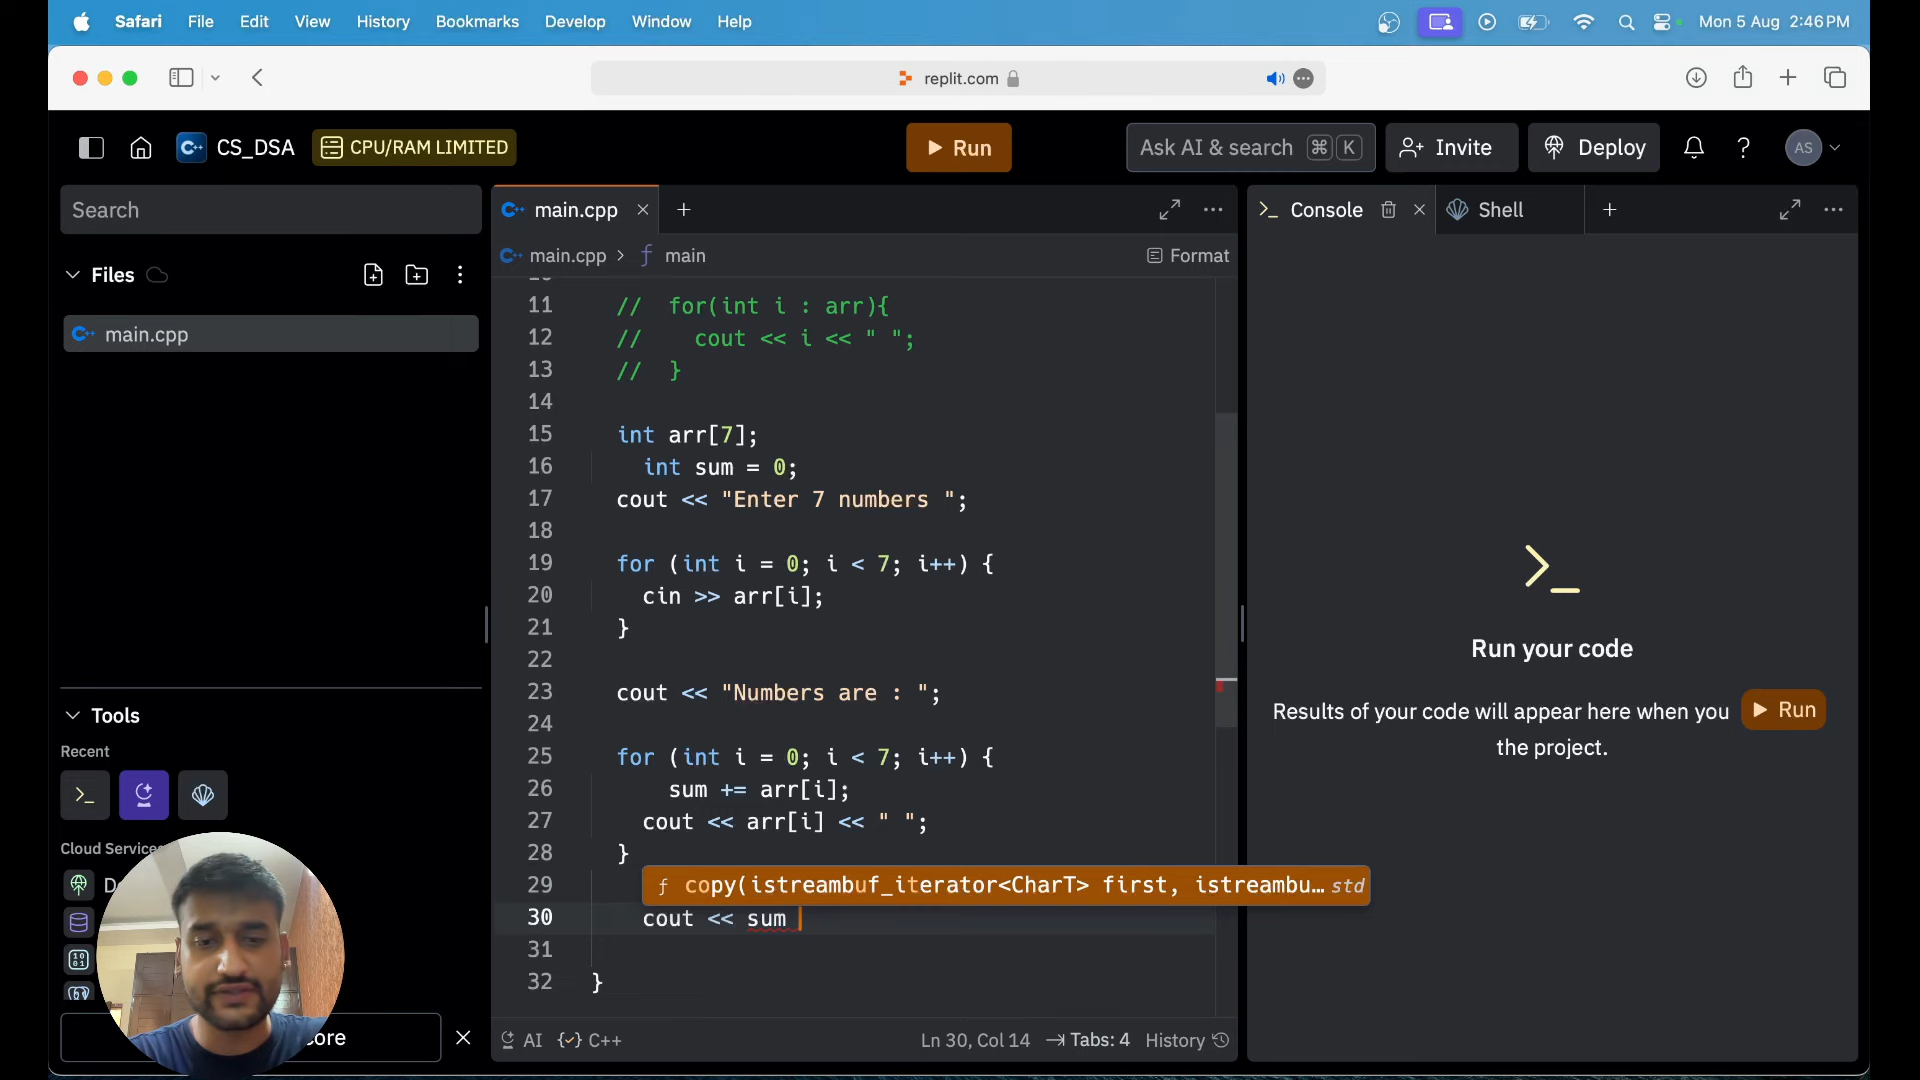 Safari File Edit View History Bookmarks Develop Window Help Mon 5 Aug 2:46 PM
replit.com
CS_DSA CPU/RAM LIMITED Run Ask AI & search ⌘ K Invite Deploy ? AS
Search
Files
main.cpp
Tools
Recent
Cloud Service
D
ore
main.cpp
main.cpp > main Format
11 //  for(int i : arr){
12 //    cout << i << " ";
13 //  }
14
15 int arr[7];
16 int sum = 0;
17 cout << "Enter 7 numbers ";
18
19 for (int i = 0; i < 7; i++) {
20 cin >> arr[i];
21 }
22
23 cout << "Numbers are : ";
24
25 for (int i = 0; i < 7; i++) {
26 sum += arr[i];
27 cout << arr[i] << " ";
28 }
29
copy(istreambuf_iterator<CharT> first, istreambu… std
30 cout << sum
31
32 }
AI C++ Ln 30, Col 14 Tabs: 4 History
Console Shell
Run your code
Results of your code will appear here when you Run
the project.